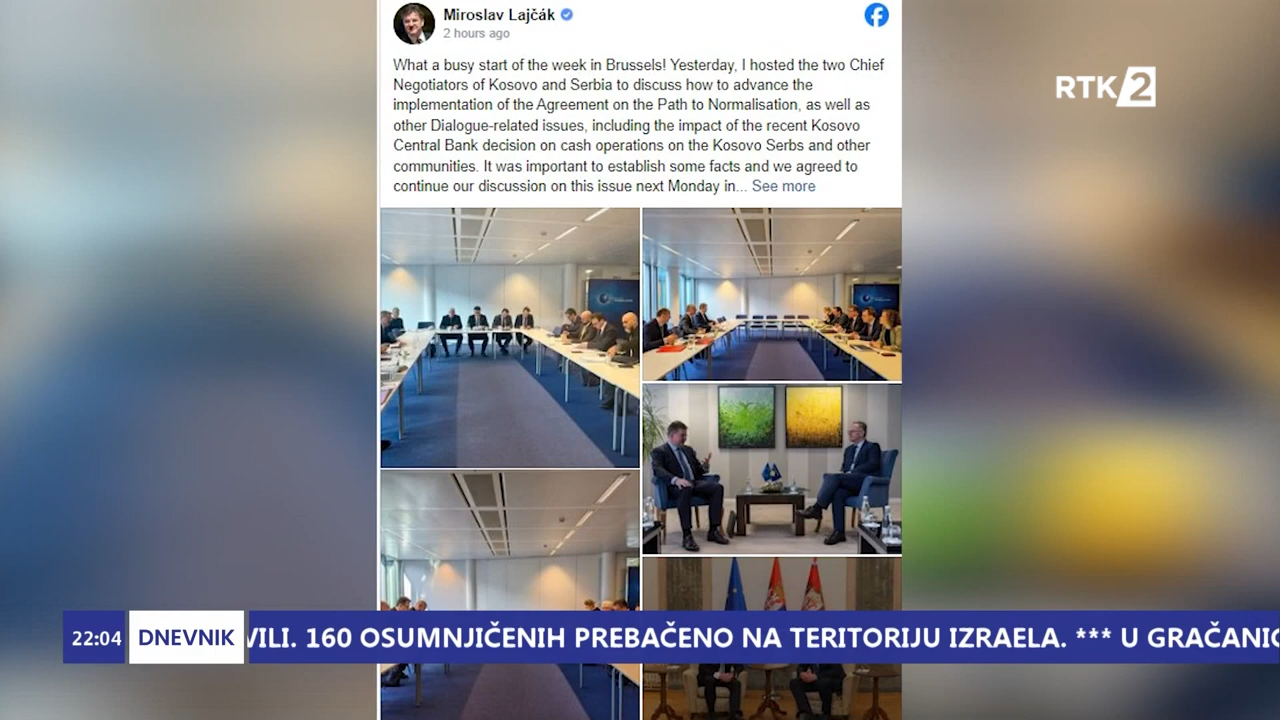 Miroslav Lajčák
2 hours ago
What a busy start of the week in Brussels! Yesterday, I hosted the two Chief
Negotiators of Kosovo and Serbia to discuss how to advance the
implementation of the Agreement on the Path to Normalisation, as well as
other Dialogue-related issues, including the impact of the recent Kosovo
Central Bank decision on cash operations on the Kosovo Serbs and other
communities. It was important to establish some facts and we agreed to
continue our discussion on this issue next Monday in... See more
RTK2
22:04 DNEVNIK VILI. 160 OSUMNJIČENIH PREBAČENO NA TERITORIJU IZRAELA. *** U GRAČANIC